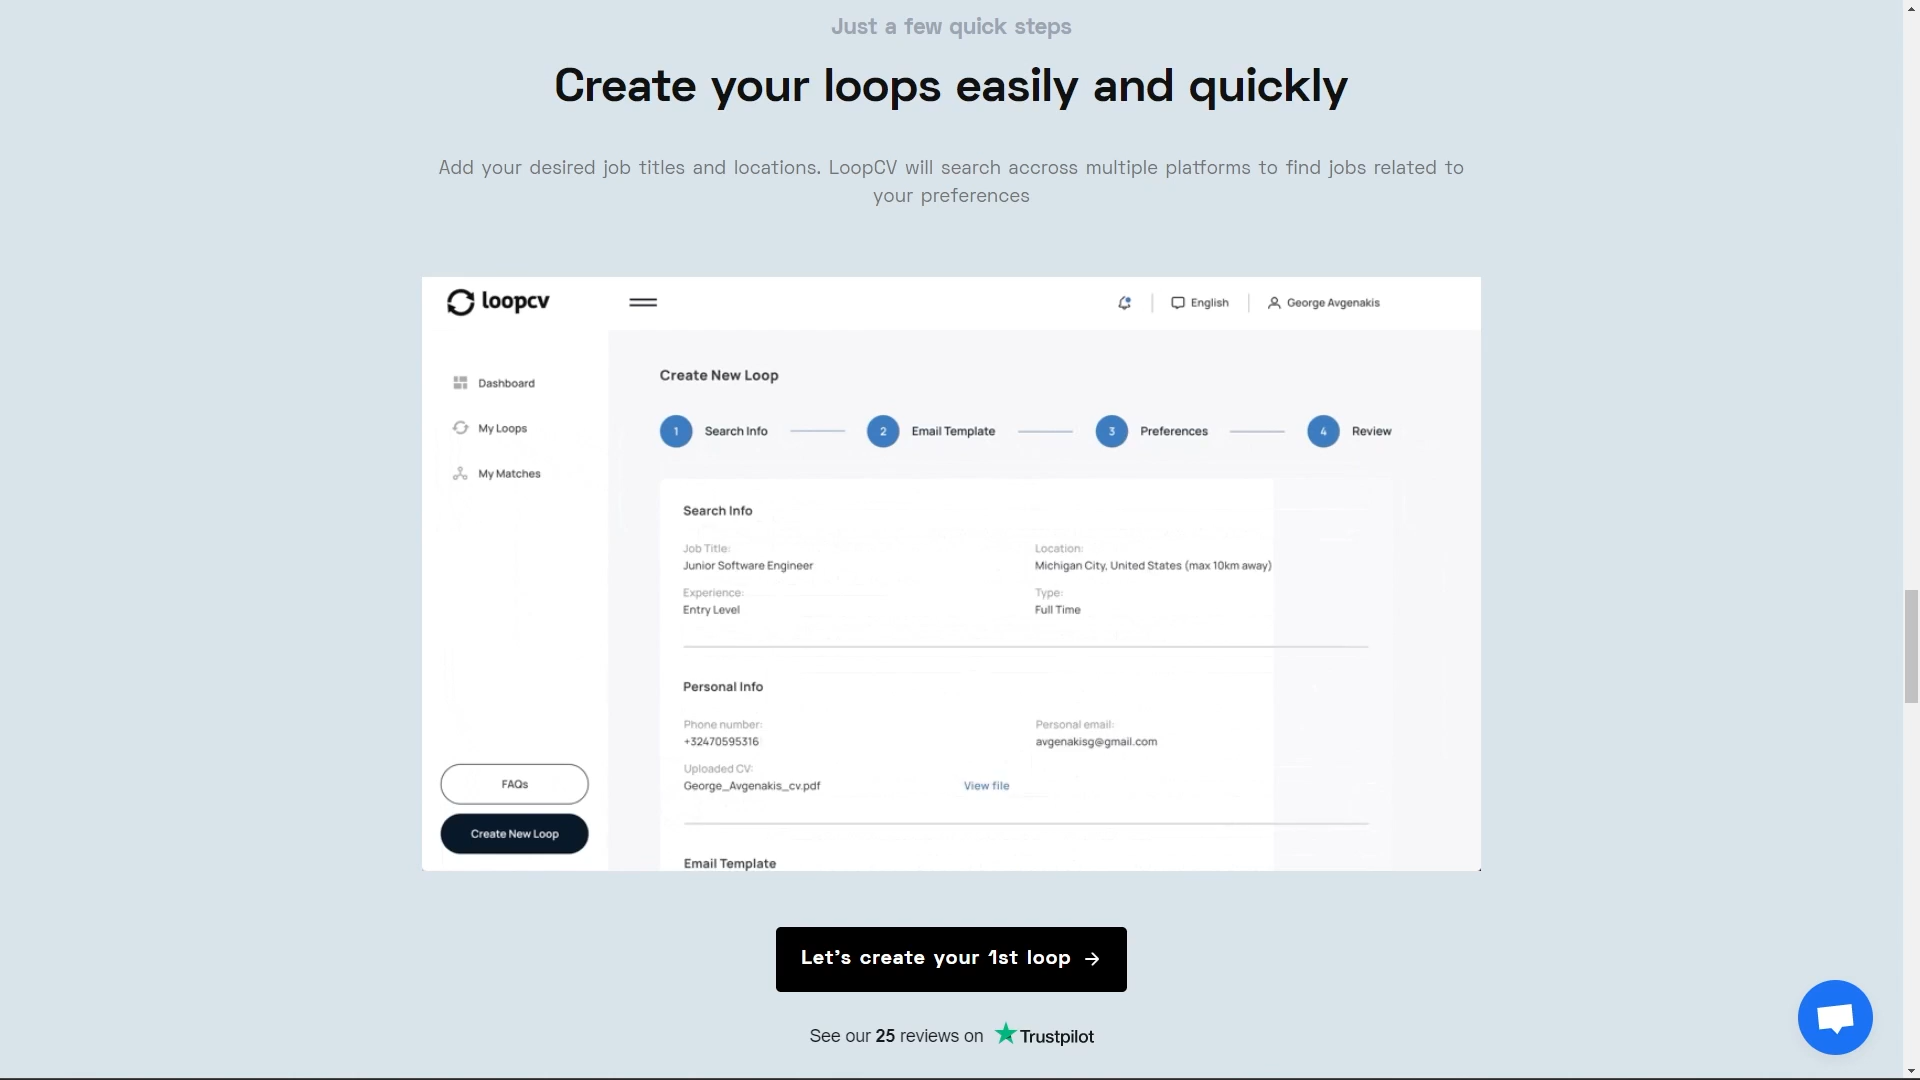 Just a few quick steps
Create your loops easily and quickly
Add your desired job titles and locations. LoopCV will search accross multiple platforms to find jobs related to
your preferences
loopcv
English
George Avgenakis
Dashboard
My Loops
My Matches
FAQs
Create New Loop
Create New Loop
1 Search Info
2 Email Template
3 Preferences
4 Review
Search Info
Job Title:
Junior Software Engineer
Location:
Michigan City, United States (max 10km away)
Experience:
Entry Level
Type:
Full Time
Personal Info
Phone number:
+32470595316
Personal email:
avgenakisg@gmail.com
Uploaded CV:
George_Avgenakis_cv.pdf
View file
Email Template
Let's create your 1st loop →
See our 25 reviews on Trustpilot